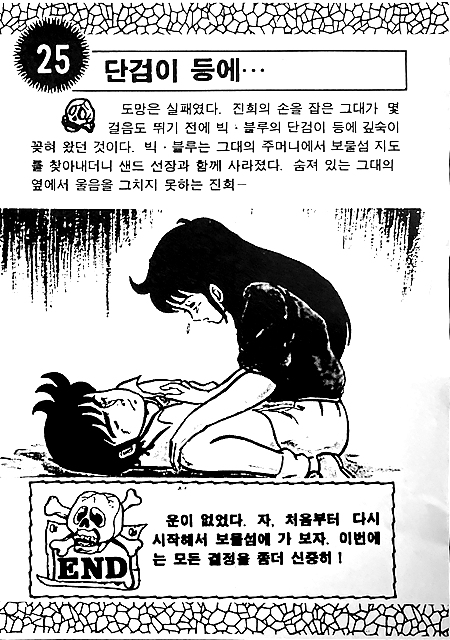 25
단검이 등에…
도망은 실패였다. 진희의 손을 잡은 그대가 몇
걸음도 뛰기 전에 빅·블루의 단검이 등에 깊숙이
꽂혀 왔던 것이다. 빅·블루는 그대의 주머니에서 보물섬 지도
를 찾아내더니 샌드 선장과 함께 사라졌다. 숨져 있는 그대의
옆에서 울음을 그치지 못하는 진희—
운이 없었다. 자, 처음부터 다시
시작해서 보물섬에 가 보자. 이번에
는 모든 결정을 좀더 신중히!
END